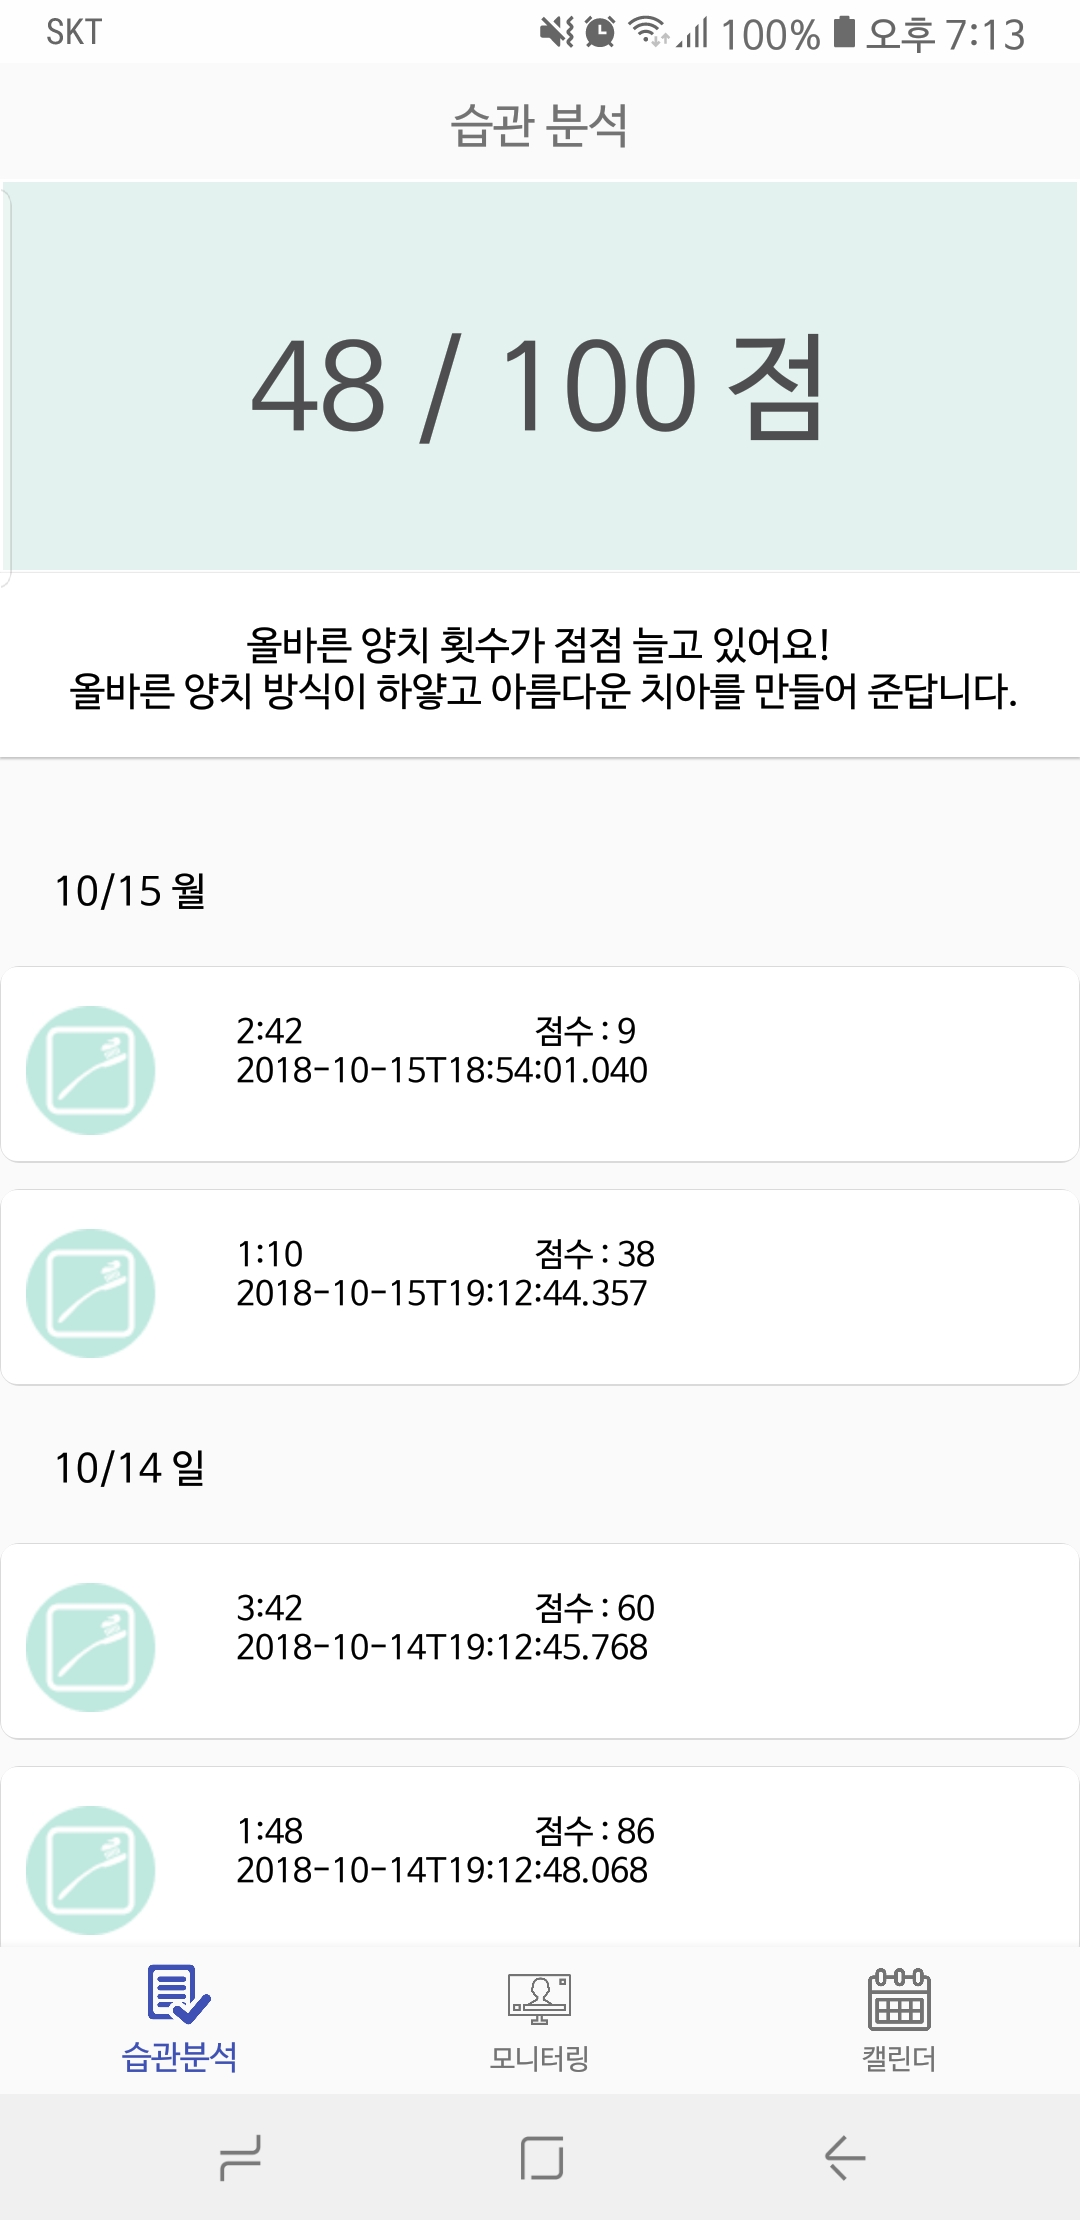 SKT 100% 오후 7:13
습관 분석
48 / 100 점
올바른 양치 횟수가 점점 늘고 있어요!
올바른 양치 방식이 하얗고 아름다운 치아를 만들어 준답니다.
10/15 월
2:42 점수 : 9
2018-10-15T18:54:01.040
1:10 점수 : 38
2018-10-15T19:12:44.357
10/14 일
3:42 점수 : 60
2018-10-14T19:12:45.768
1:48 점수 : 86
2018-10-14T19:12:48.068
습관분석 모니터링 캘린더